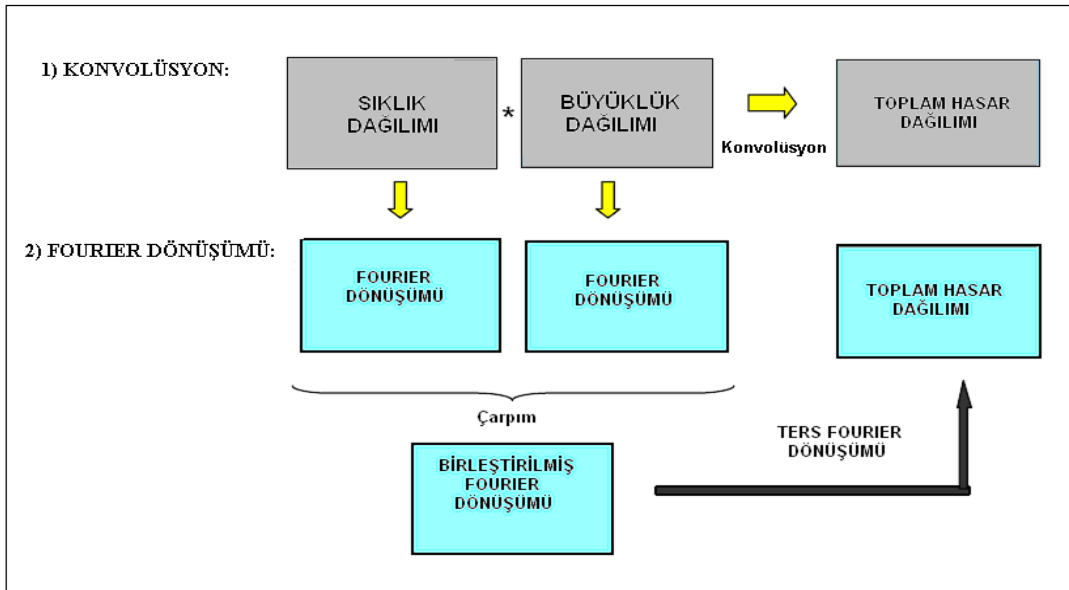 1) KONVOLÜSYON:
SIKLIK
DAĞILIMI
*
BÜYÜKLÜK
DAĞILIMI
Konvolüsyon
TOPLAM HASAR
DAĞILIMI
2) FOURIER DÖNÜŞÜMÜ:
FOURIER
DÖNÜŞÜMÜ
FOURIER
DÖNÜŞÜMÜ
TOPLAM HASAR
DAĞILIMI
Çarpım
BİRLEŞTİRİLMİŞ
FOURIER
DÖNÜŞÜMÜ
TERS FOURIER
DÖNÜŞÜMÜ